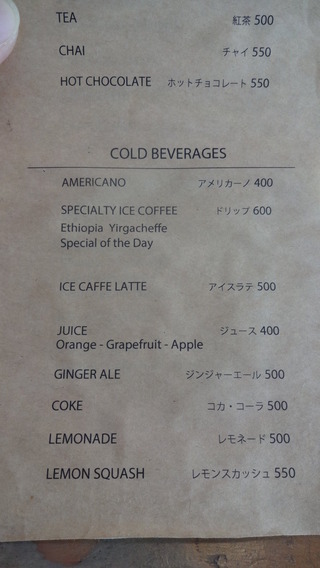 TEA 紅茶 500
CHAI チャイ 550
HOT CHOCOLATE ホットチョコレート 550
COLD BEVERAGES
AMERICANO アメリカーノ 400
SPECIALTY ICE COFFEE ドリップ 600
Ethiopia Yirgacheffe
Special of the Day
ICE CAFFE LATTE アイスラテ 500
JUICE ジュース 400
Orange - Grapefruit - Apple
GINGER ALE ジンジャーエール 500
COKE コカ・コーラ 500
LEMONADE レモネード 500
LEMON SQUASH レモンスカッシュ 550